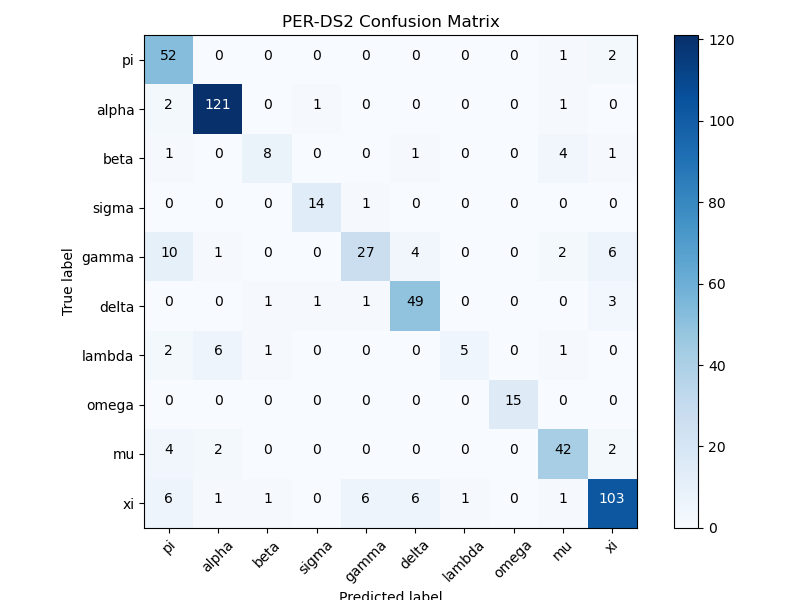 PER-DS2 Confusion Matrix
pi 52 0 0 0 0 0 0 0 1 2
alpha 2 121 0 1 0 0 0 0 1 0
beta 1 0 8 0 0 1 0 0 4 1
sigma 0 0 0 14 1 0 0 0 0 0
gamma 10 1 0 0 27 4 0 0 2 6
delta 0 0 1 1 1 49 0 0 0 3
lambda 2 6 1 0 0 0 5 0 1 0
omega 0 0 0 0 0 0 0 15 0 0
mu 4 2 0 0 0 0 0 0 42 2
xi 6 1 1 0 6 6 1 0 1 103
pi alpha beta sigma gamma delta lambda omega mu xi
True label
Predicted label
120
100
80
60
40
20
0